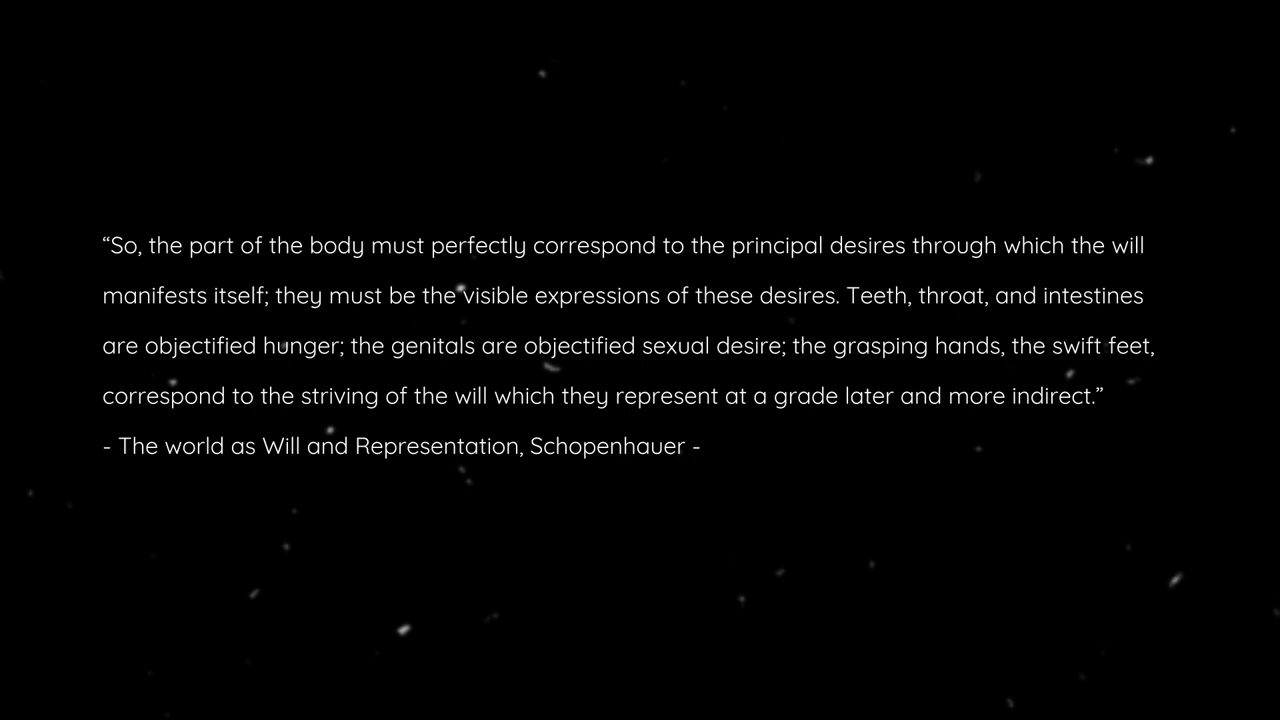 “So, the part of the body must perfectly correspond to the principal desires through which the will
manifests itself; they must be the visible expressions of these desires. Teeth, throat, and intestines
are objectified hunger; the genitals are objectified sexual desire; the grasping hands, the swift feet,
correspond to the striving of the will which they represent at a grade later and more indirect.”
- The world as Will and Representation, Schopenhauer -